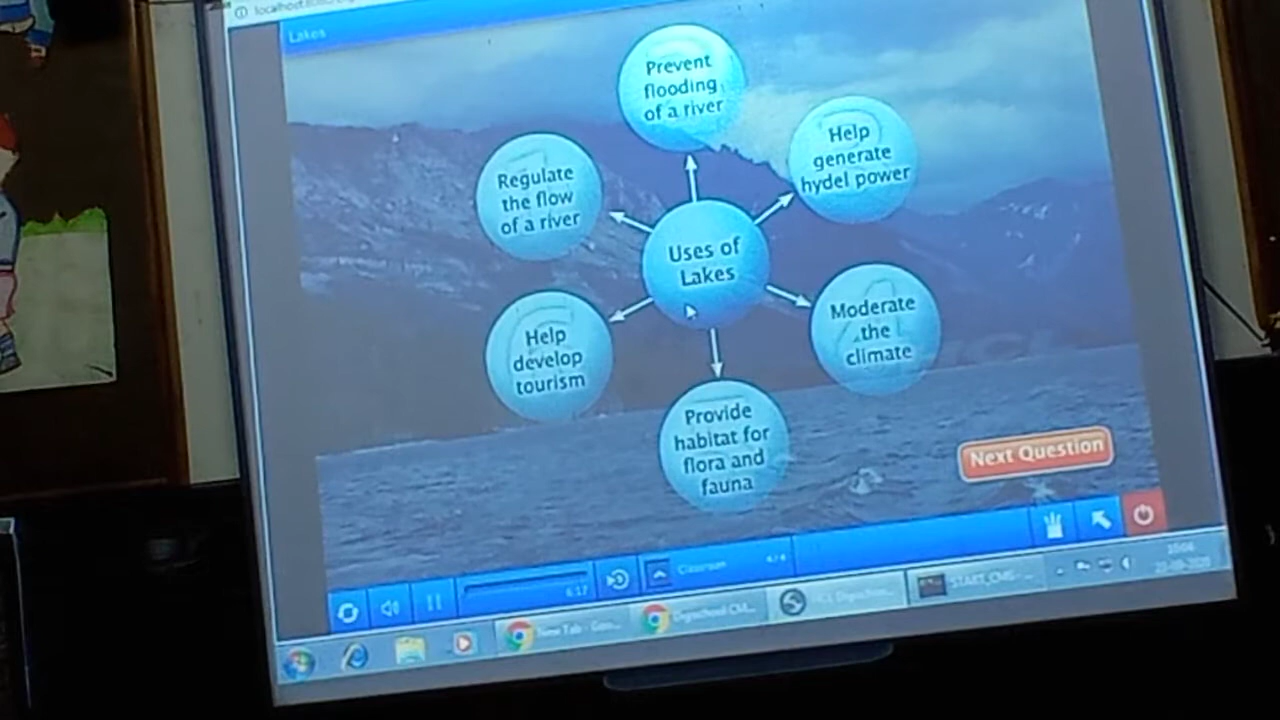 Lakes
Prevent
flooding
of a river
Help
generate
hydel power
Regulate
the flow
of a river
Uses of
Lakes
Moderate
the
climate
Help
develop
tourism
Provide
habitat for
flora and
fauna
Next Question
Classroom